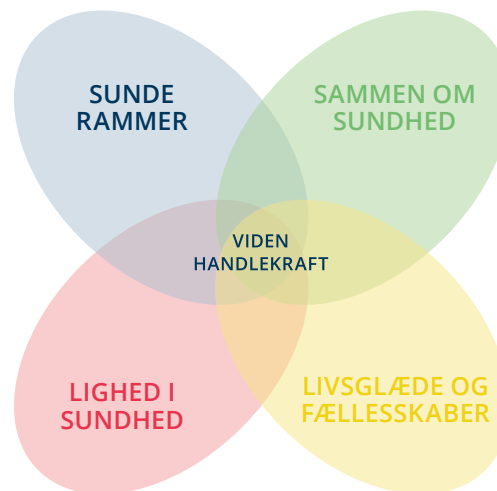 SUNDE
RAMMER
SAMMEN OM
SUNDHED
VIDEN
HANDLEKRAFT
LIGHED I
SUNDHED
LIVSGLÆDE OG
FÆLLESSKABER